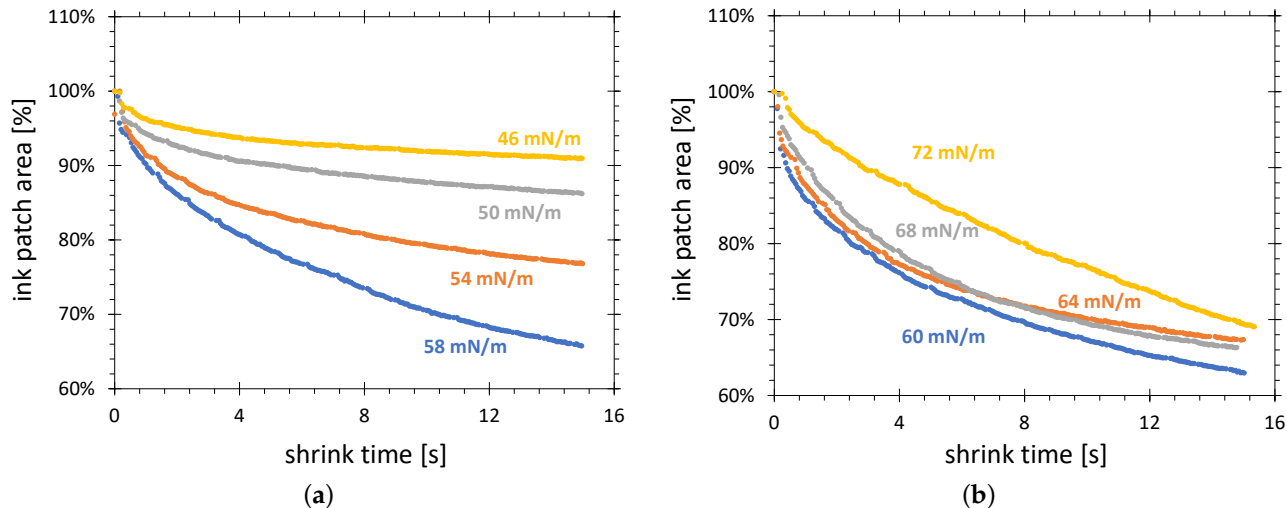 110%
100%
90%
80%
70%
60%
0
4
8
12
16
ink patch area [%]
shrink time [s]
46 mN/m
50 mN/m
54 mN/m
58 mN/m
(a)
110%
100%
90%
80%
70%
60%
0
4
8
12
16
ink patch area [%]
shrink time [s]
72 mN/m
68 mN/m
64 mN/m
60 mN/m
(b)